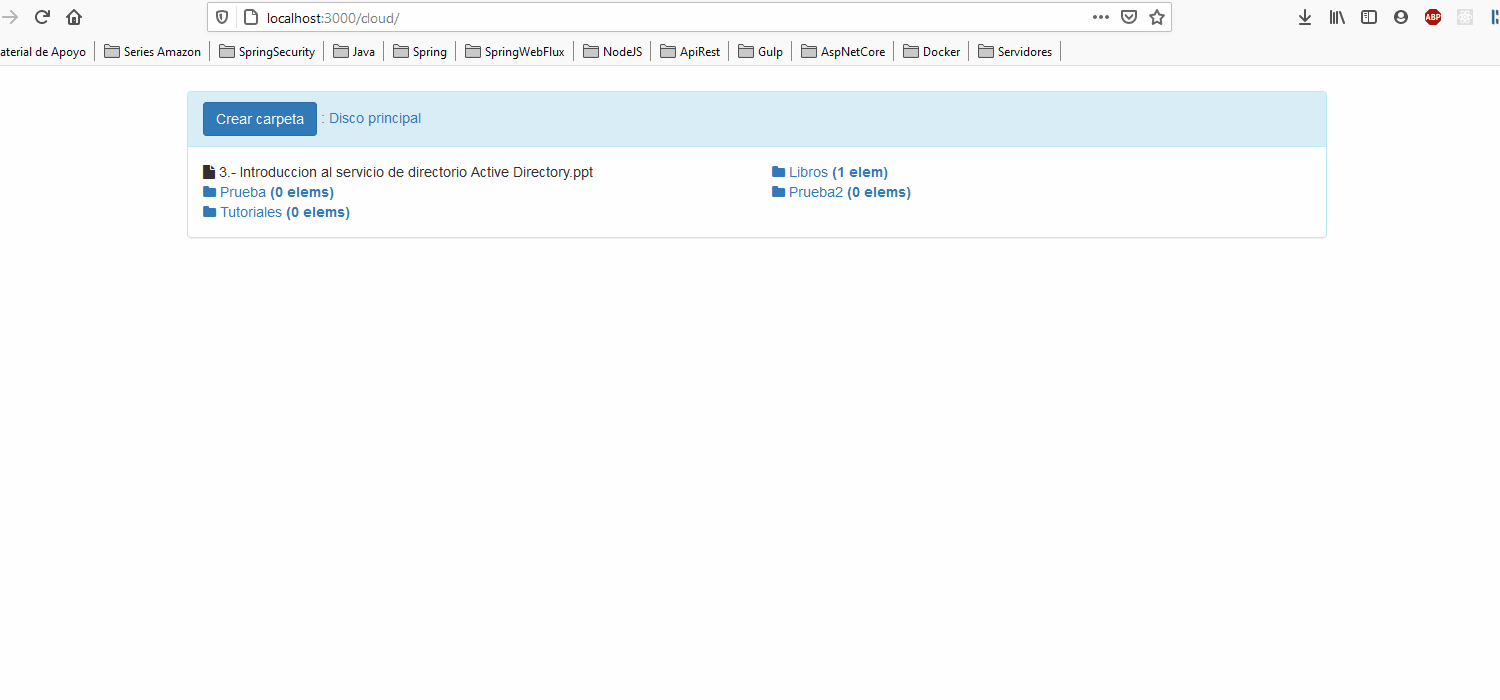 localhost:3000/cloud/
ABP
aterial de Apoyo Series Amazon SpringSecurity Java Spring SpringWebFlux NodeJS ApiRest Gulp AspNetCore Docker Servidores
Crear carpeta : Disco principal
3.- Introduccion al servicio de directorio Active Directory.ppt Libros (1 elem)
Prueba (0 elems) Prueba2 (0 elems)
Tutoriales (0 elems)